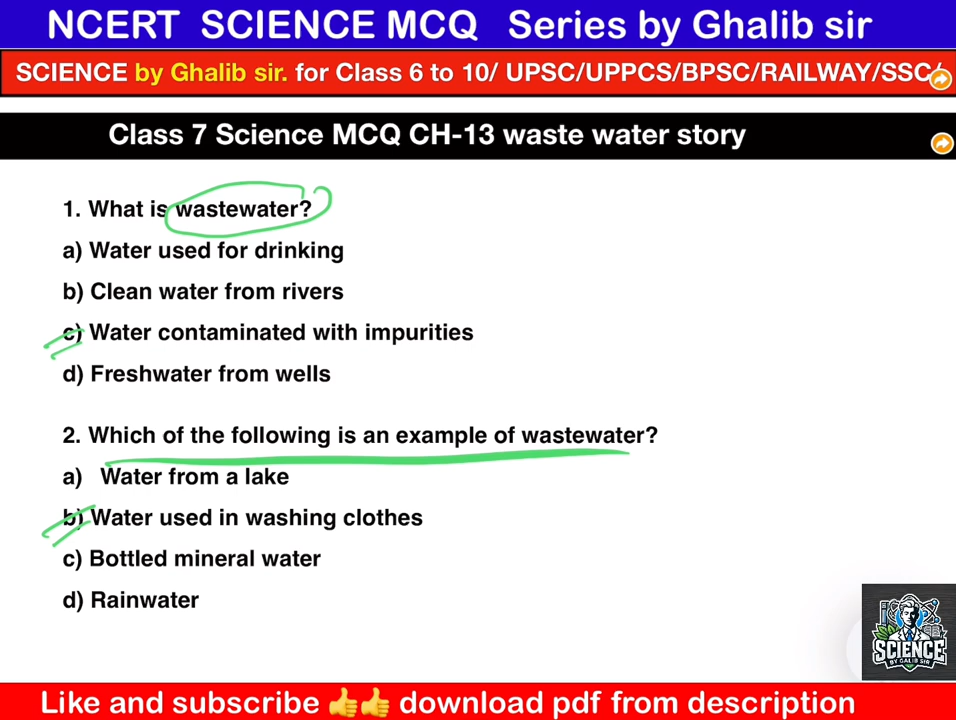 NCERT SCIENCE MCQ Series by Ghalib sir
SCIENCE by Ghalib sir. for Class 6 to 10/ UPSC/UPPCS/BPSC/RAILWAY/SSC/
Class 7 Science MCQ CH-13 waste water story
1. What is wastewater?
a) Water used for drinking
b) Clean water from rivers
c) Water contaminated with impurities
d) Freshwater from wells
2. Which of the following is an example of wastewater?
a) Water from a lake
b) Water used in washing clothes
c) Bottled mineral water
d) Rainwater
SCIENCE
BY GALIB SIR
Like and subscribe 👍👍 download pdf from description